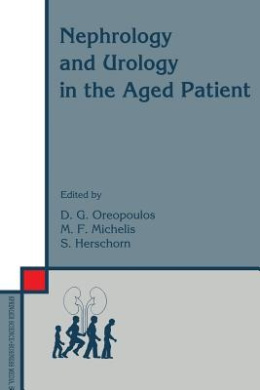 Nephrology
and Urology
in the Aged Patient
Edited by
D. G. Oreopoulos
M. F. Michelis
S. Herschorn